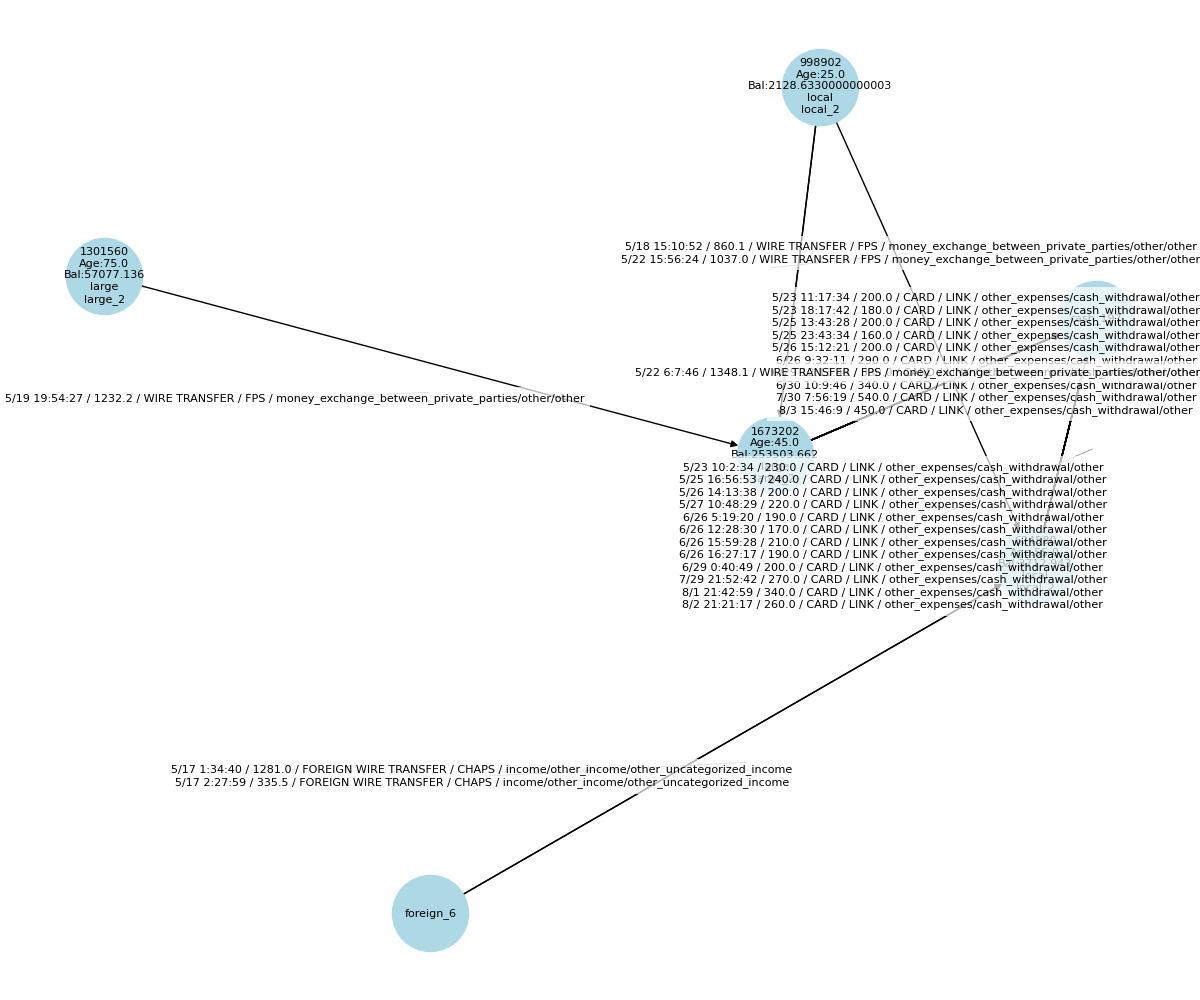 998902
Age:25.0
Bal:2128.6330000000003
local
local_2
1301560
Age:75.0
Bal:57077.136
large
large_2
5/18 15:10:52 / 860.1 / WIRE TRANSFER / FPS / money_exchange_between_private_parties/other/other
5/22 15:56:24 / 1037.0 / WIRE TRANSFER / FPS / money_exchange_between_private_parties/other/other
5/23 11:17:34 / 200.0 / CARD / LINK / other_expenses/cash_withdrawal/other
5/23 18:17:42 / 180.0 / CARD / LINK / other_expenses/cash_withdrawal/other
5/25 13:43:28 / 200.0 / CARD / LINK / other_expenses/cash_withdrawal/other
5/25 23:43:34 / 160.0 / CARD / LINK / other_expenses/cash_withdrawal/other
5/26 15:12:21 / 200.0 / CARD / LINK / other_expenses/cash_withdrawal/other
6/26 9:32:11 / 290.0 / CARD / LINK / other_expenses/cash_withdrawal/other
5/22 6:7:46 / 1348.1 / WIRE TRANSFER / FPS / money_exchange_between_private_parties/other/other
6/30 10:9:46 / 340.0 / CARD / LINK / other_expenses/cash_withdrawal/other
7/30 7:56:19 / 540.0 / CARD / LINK / other_expenses/cash_withdrawal/other
8/3 15:46:9 / 450.0 / CARD / LINK / other_expenses/cash_withdrawal/other
5/19 19:54:27 / 1232.2 / WIRE TRANSFER / FPS / money_exchange_between_private_parties/other/other
1673202
Age:45.0
Bal:253503.662
5/23 10:2:34 / 230.0 / CARD / LINK / other_expenses/cash_withdrawal/other
5/25 16:56:53 / 240.0 / CARD / LINK / other_expenses/cash_withdrawal/other
5/26 14:13:38 / 200.0 / CARD / LINK / other_expenses/cash_withdrawal/other
5/27 10:48:29 / 220.0 / CARD / LINK / other_expenses/cash_withdrawal/other
6/26 5:19:20 / 190.0 / CARD / LINK / other_expenses/cash_withdrawal/other
6/26 12:28:30 / 170.0 / CARD / LINK / other_expenses/cash_withdrawal/other
6/26 15:59:28 / 210.0 / CARD / LINK / other_expenses/cash_withdrawal/other
6/26 16:27:17 / 190.0 / CARD / LINK / other_expenses/cash_withdrawal/other
6/29 0:40:49 / 200.0 / CARD / LINK / other_expenses/cash_withdrawal/other
7/29 21:52:42 / 270.0 / CARD / LINK / other_expenses/cash_withdrawal/other
8/1 21:42:59 / 340.0 / CARD / LINK / other_expenses/cash_withdrawal/other
8/2 21:21:17 / 260.0 / CARD / LINK / other_expenses/cash_withdrawal/other
5/17 1:34:40 / 1281.0 / FOREIGN WIRE TRANSFER / CHAPS / income/other_income/other_uncategorized_income
5/17 2:27:59 / 335.5 / FOREIGN WIRE TRANSFER / CHAPS / income/other_income/other_uncategorized_income
foreign_6